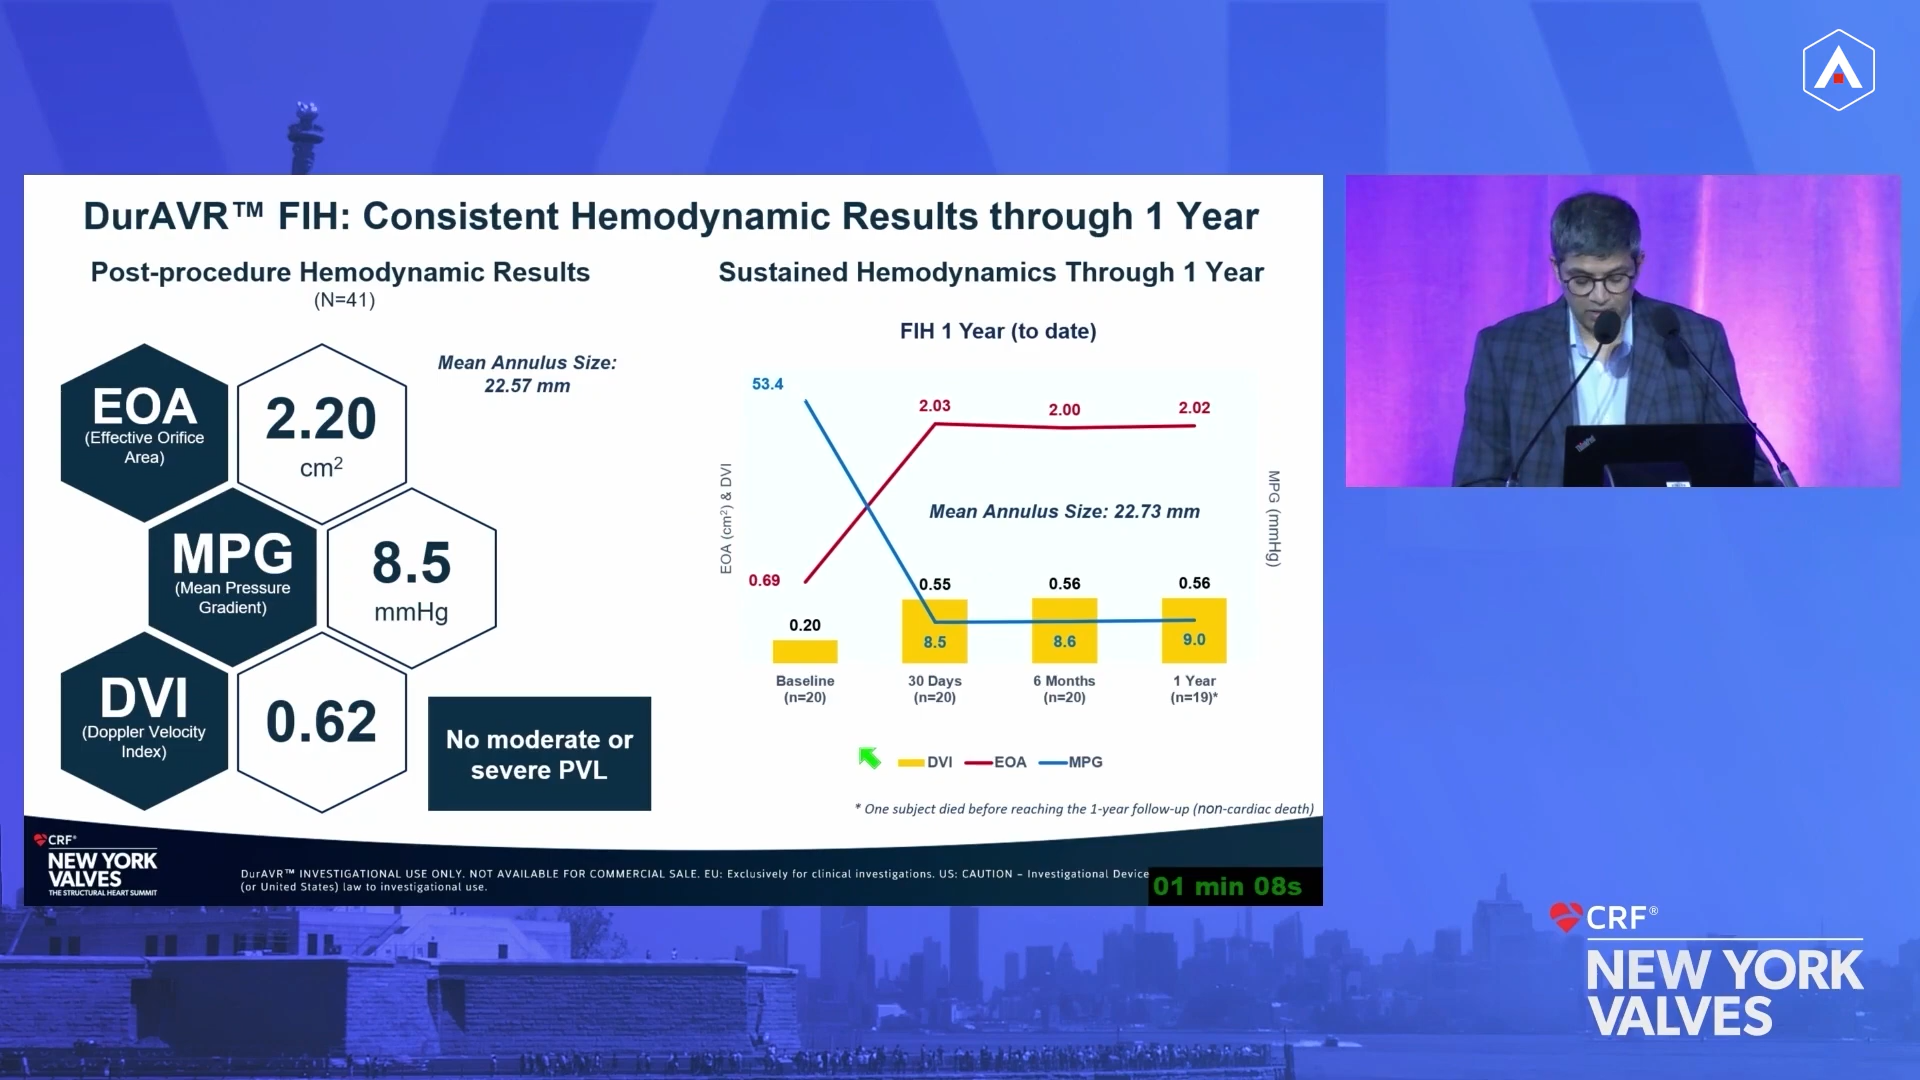 DurAVR™ FIH: Consistent Hemodynamic Results through 1 Year
Post-procedure Hemodynamic Results
(N=41)
Mean Annulus Size:
22.57 mm
EOA
(Effective Orifice
Area)
2.20
cm²
MPG
(Mean Pressure
Gradient)
8.5
mmHg
DVI
(Doppler Velocity
Index)
0.62
No moderate or
severe PVL
Sustained Hemodynamics Through 1 Year
FIH 1 Year (to date)
53.4
2.03
2.00
2.02
EOA (cm²) & DVI
MPG (mmHg)
Mean Annulus Size: 22.73 mm
0.69
0.55
0.56
0.56
0.20
8.5
8.6
9.0
Baseline
(n=20)
30 Days
(n=20)
6 Months
(n=20)
1 Year
(n=19)*
DVI
EOA
MPG
* One subject died before reaching the 1-year follow-up (non-cardiac death)
CRF®
NEW YORK
VALVES
THE STRUCTURAL HEART SUMMIT
DurAVR™ INVESTIGATIONAL USE ONLY. NOT AVAILABLE FOR COMMERCIAL SALE. EU: Exclusively for clinical investigations. US: CAUTION – Investigational Device
(or United States) law to investigational use.
01 min 08s
ThinkPad
CRF®
NEW YORK
VALVES